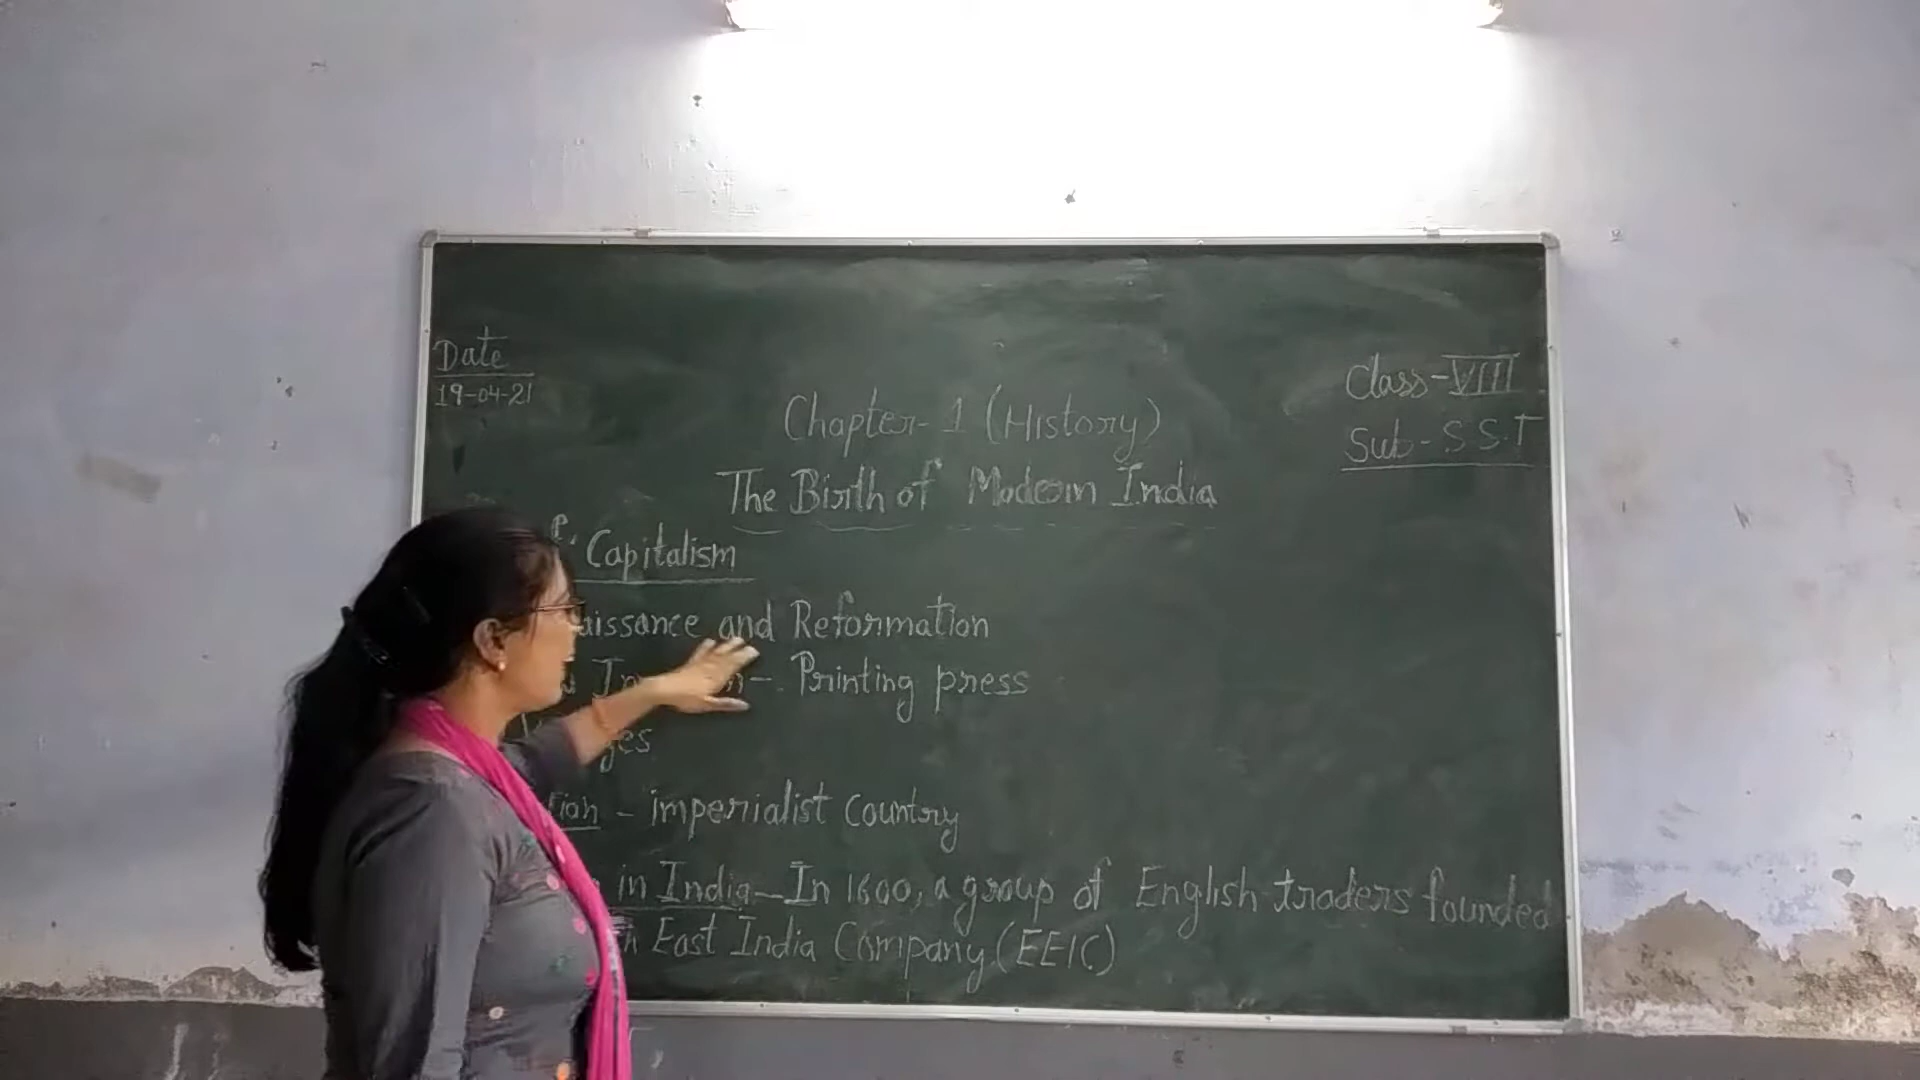 Date
19-04-21
Class-VIII
Sub-S.S.T
Chapter-1 (History)
The Birth of Modern India
Capitalism
and Reformation
- Printing press
- imperialist Country
in India-In 1600, a group of English traders founded
East India Company.(EEIC)